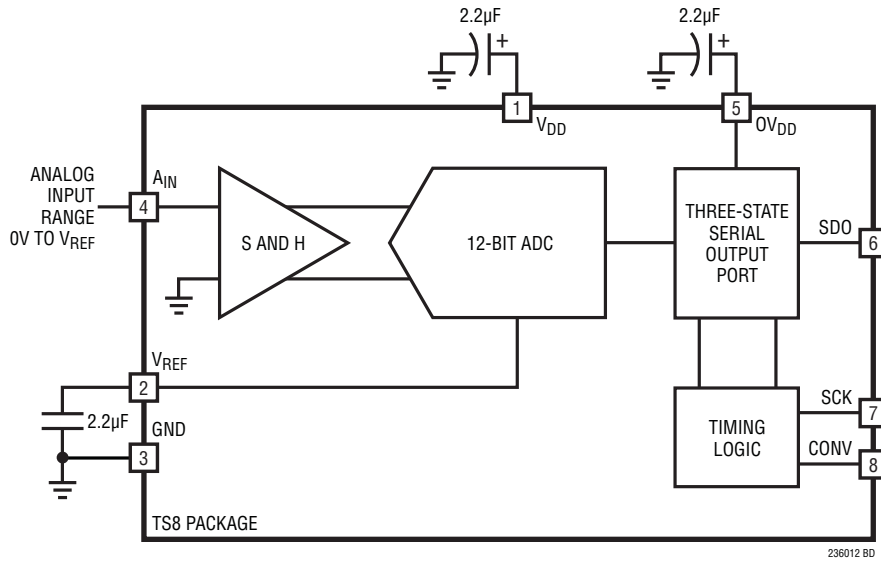 2.2µF
2.2µF
+
+
1
VDD
5
OVDD
ANALOG
INPUT
RANGE
0V TO VREF
AIN
4
S AND H
12-BIT ADC
THREE-STATE
SERIAL
OUTPUT
PORT
SDO
6
VREF
2
2.2µF
GND
3
TIMING
LOGIC
SCK
7
CONV
8
TS8 PACKAGE
236012 BD